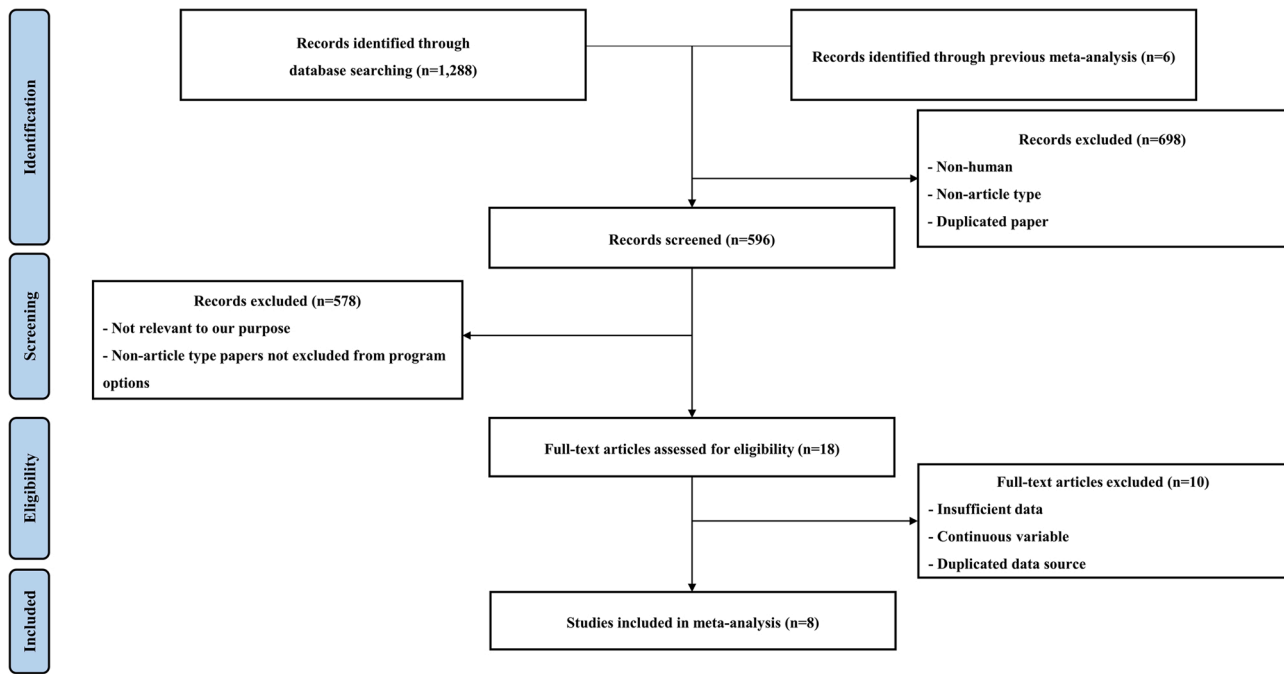 Identification
Records identified through
database searching (n=1,288)
Records identified through previous meta-analysis (n=6)
Records excluded (n=698)
- Non-human
- Non-article type
- Duplicated paper
Records screened (n=596)
Screening
Records excluded (n=578)
- Not relevant to our purpose
- Non-article type papers not excluded from program
options
Eligibility
Full-text articles assessed for eligibility (n=18)
Full-text articles excluded (n=10)
- Insufficient data
- Continuous variable
- Duplicated data source
Included
Studies included in meta-analysis (n=8)